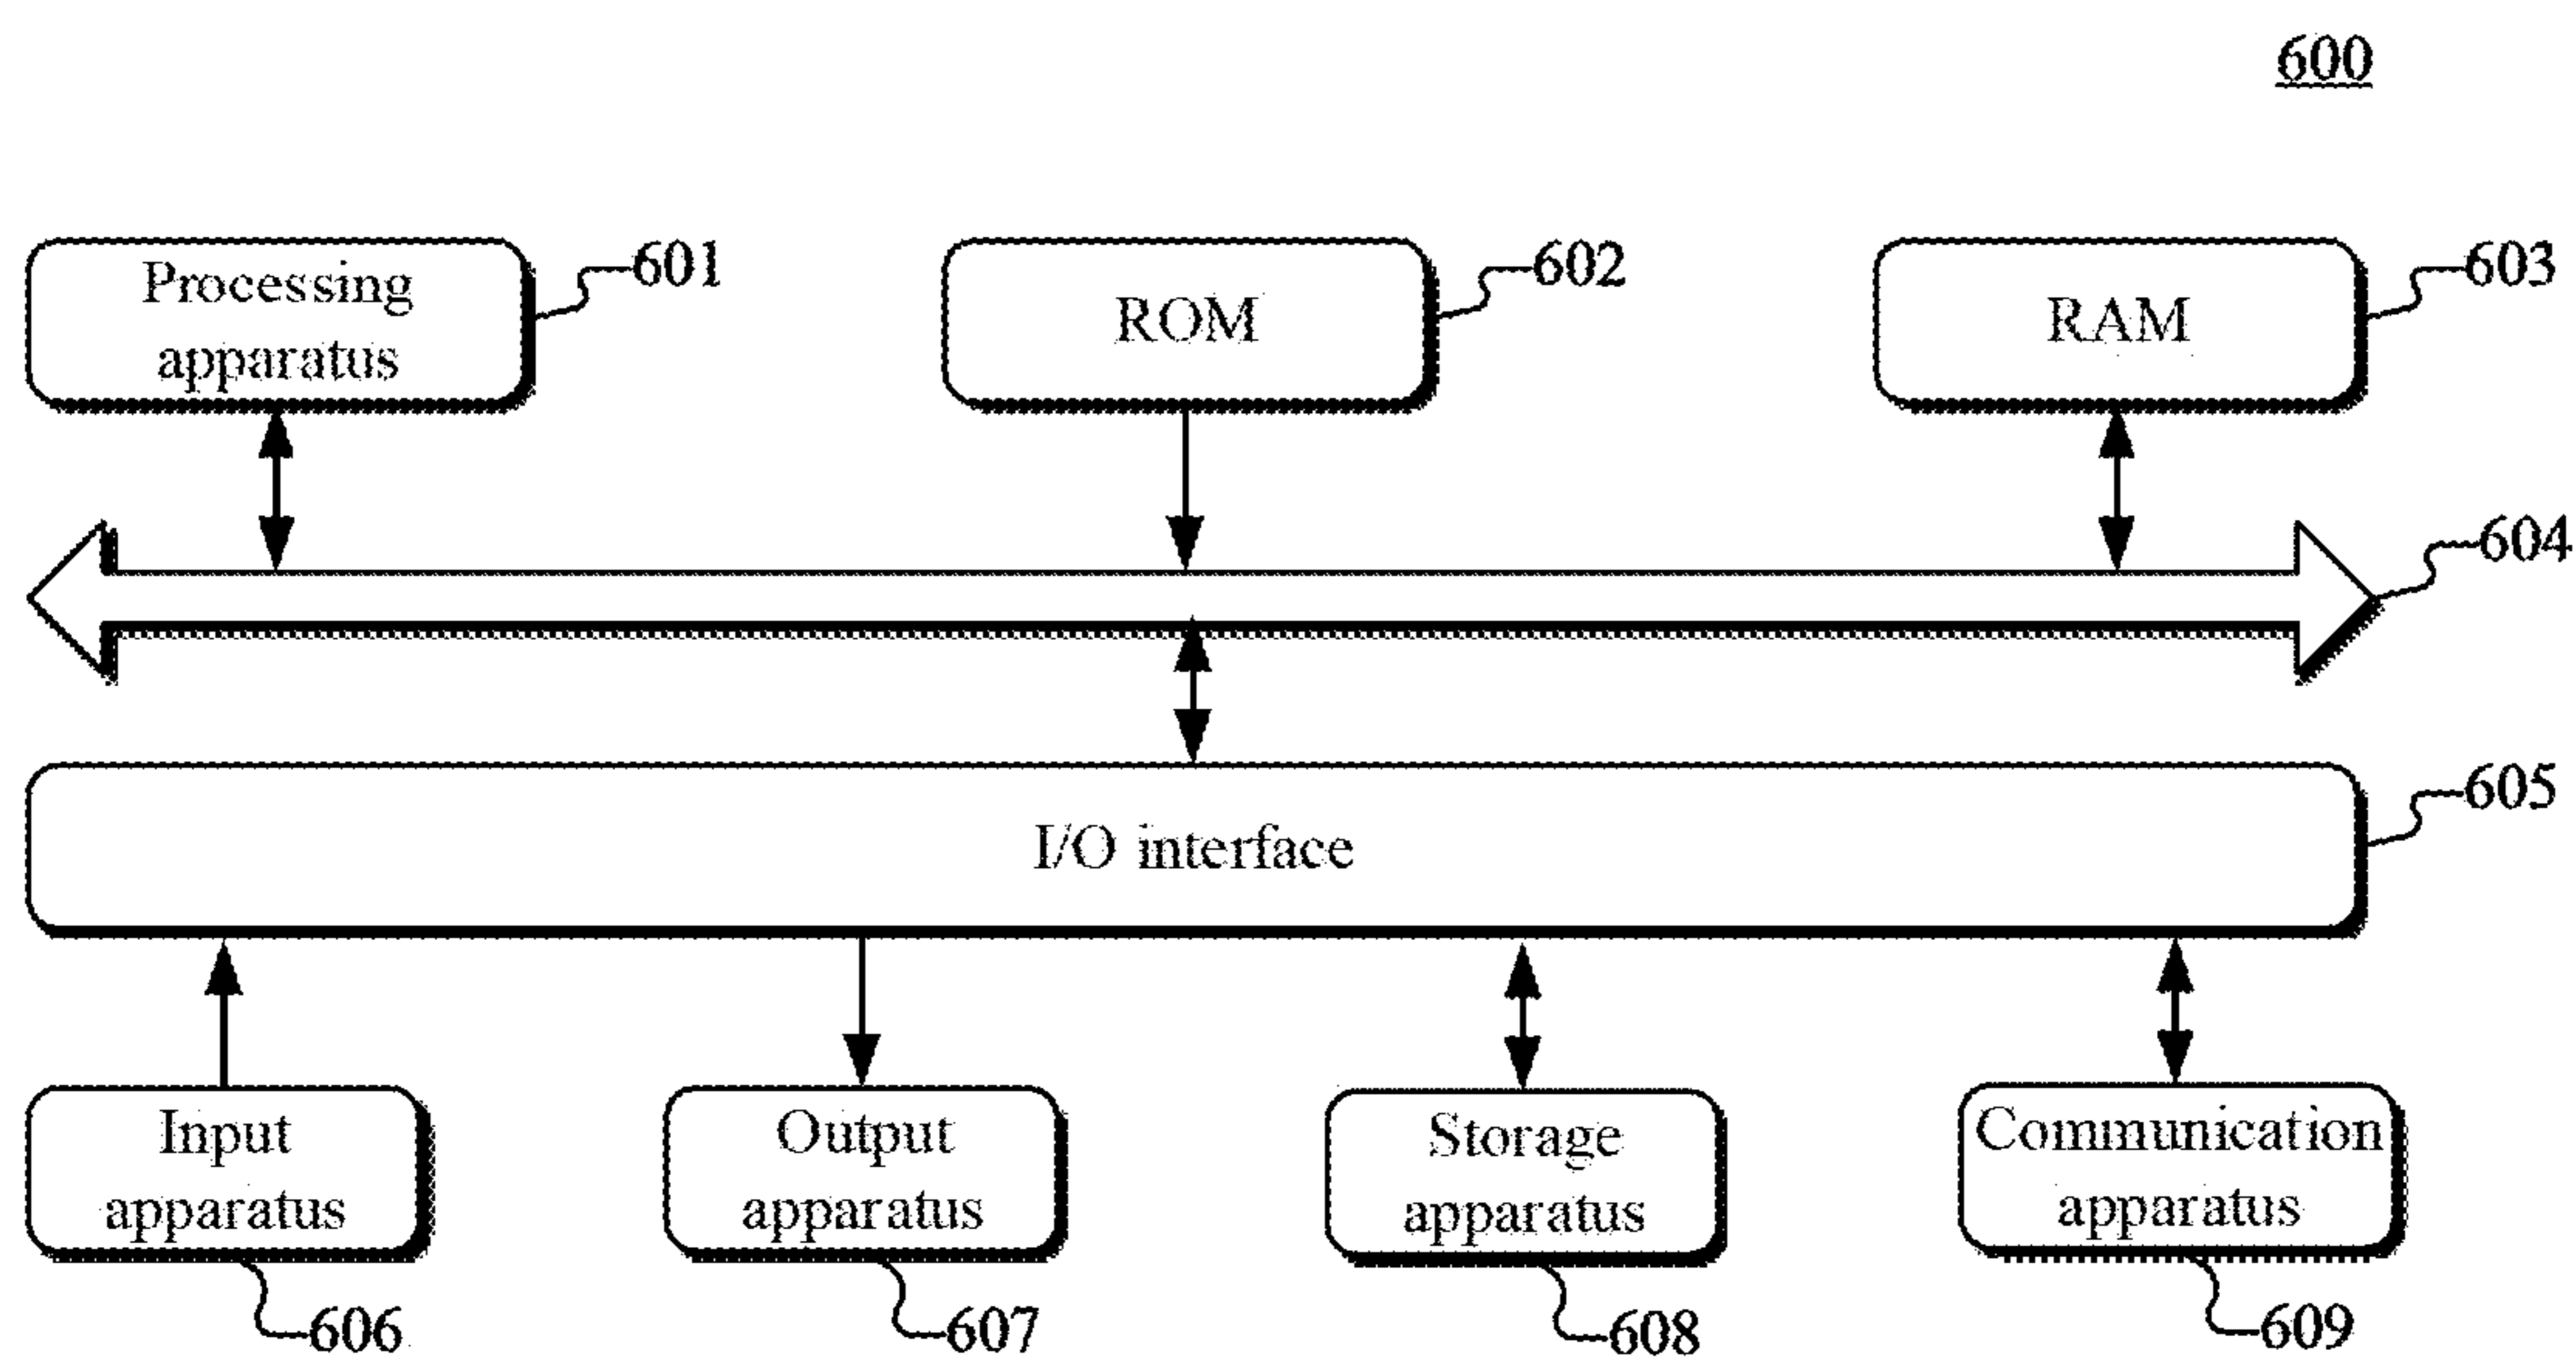 600
Processing
apparatus
601
ROM
602
RAM
603
604
I/O interface
605
Input
apparatus
606
Output
apparatus
607
Storage
apparatus
608
Communication
apparatus
609